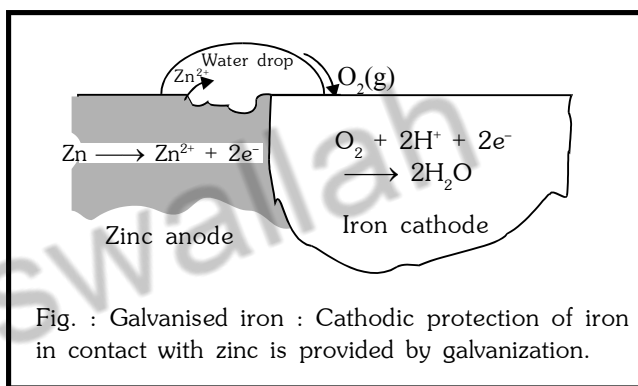 Water drop
Zn²⁺
O₂(g)
Zn ⟶ Zn²⁺ + 2e⁻
O₂ + 2H⁺ + 2e⁻
⟶ 2H₂O
Zinc anode
Iron cathode
swallah
Fig. : Galvanised iron : Cathodic protection of iron
in contact with zinc is provided by galvanization.